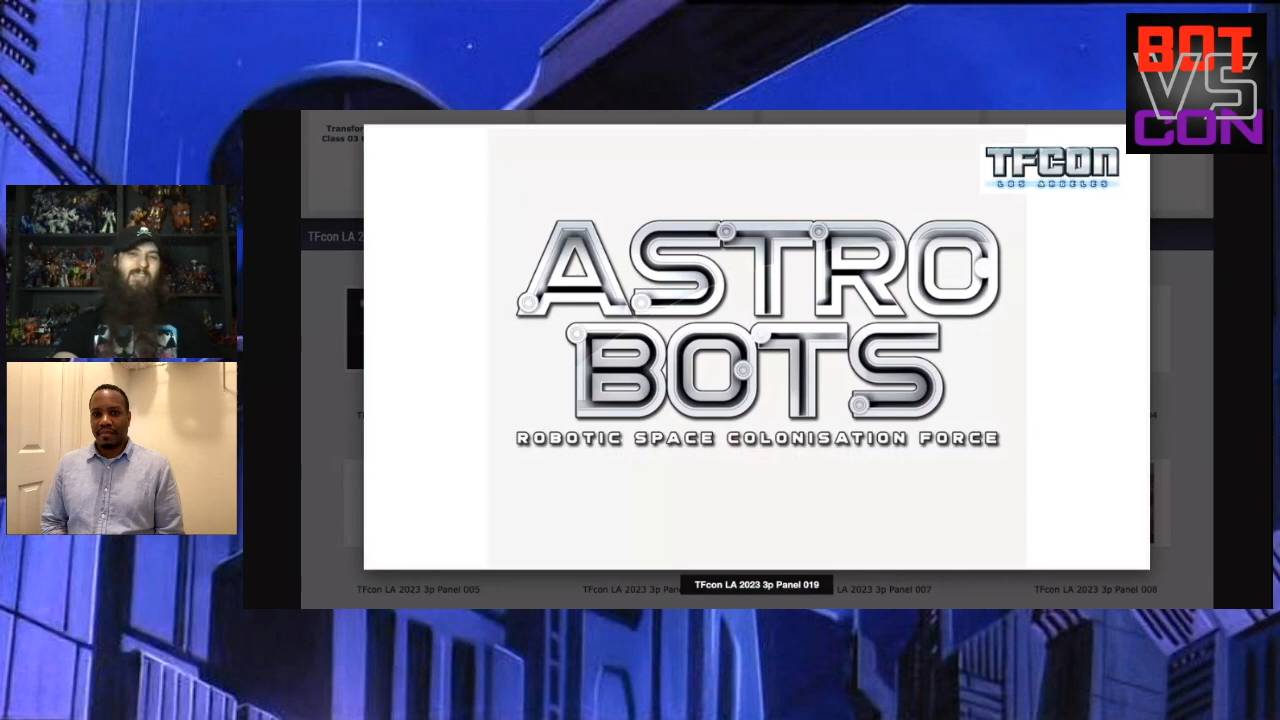 BOT
VS
CON
Transfor
Class 03
TFCON
LOS ANGELES
TFcon LA 2
ASTRO
BOTS
ROBOTIC SPACE COLONISATION FORCE
TFcon LA 2023 3p Panel 019
TFcon LA 2023 3p Panel 005
TFcon LA 2023 3p Pa
LA 2023 3p Panel 007
TFcon LA 2023 3p Panel 008